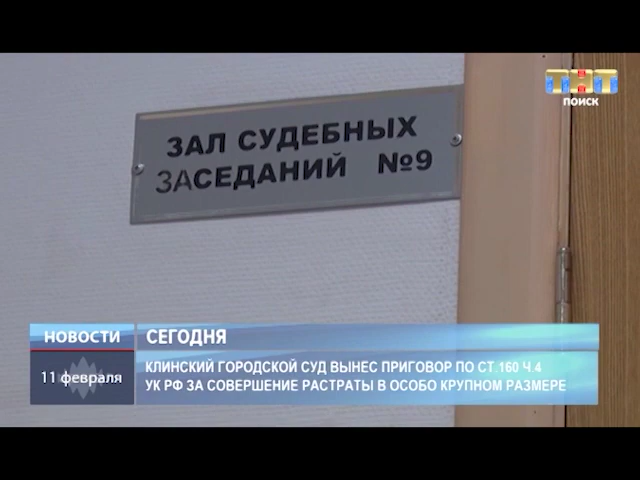 ТНТ
ПОИСК
ЗАЛ СУДЕБНЫХ
ЗАСЕДАНИЙ №9
НОВОСТИ
СЕГОДНЯ
11 февраля
КЛИНСКИЙ ГОРОДСКОЙ СУД ВЫНЕС ПРИГОВОР ПО СТ.160 Ч.4
УК РФ ЗА СОВЕРШЕНИЕ РАСТРАТЫ В ОСОБО КРУПНОМ РАЗМЕРЕ